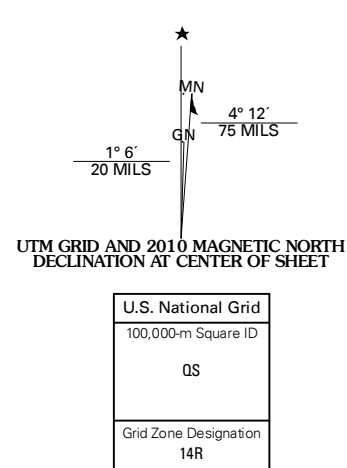 ★
MN
4° 12´
75 MILS
GN
1° 6´
20 MILS
UTM GRID AND 2010 MAGNETIC NORTH
DECLINATION AT CENTER OF SHEET
U.S. National Grid
100,000-m Square ID
QS
Grid Zone Designation
14R